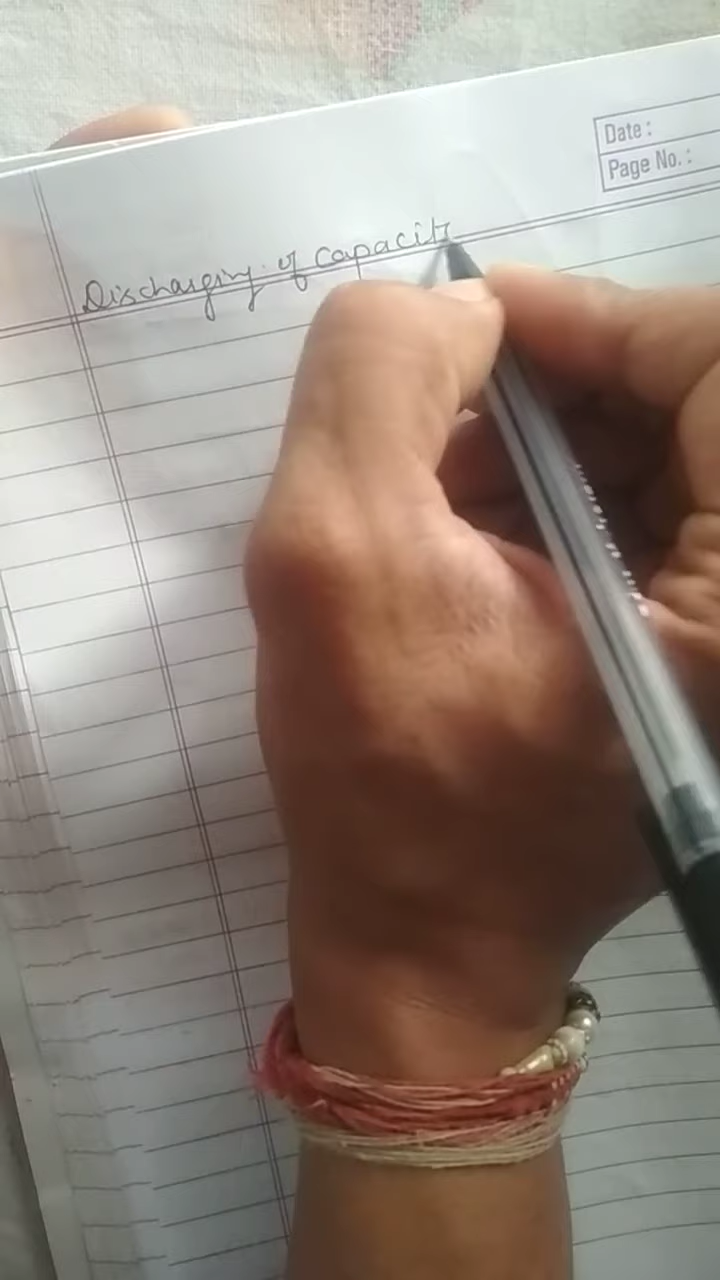 Date :
Page No. :
Discharging of Capacit